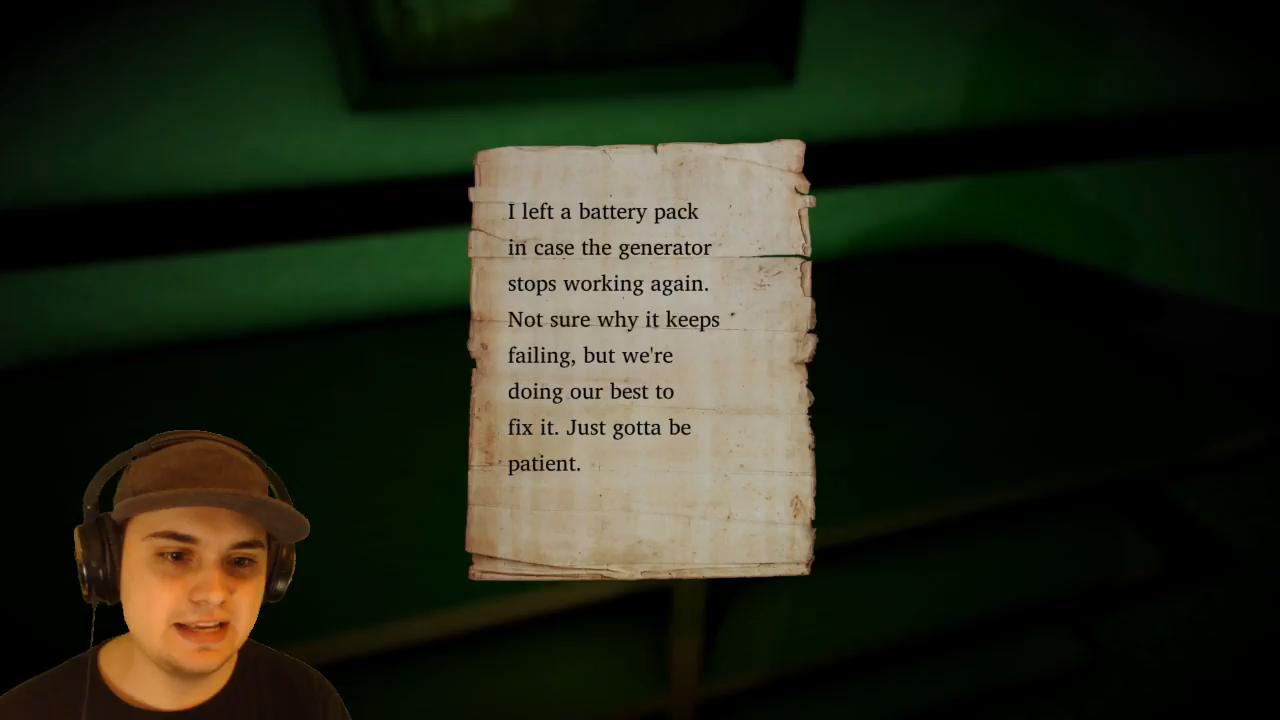 I left a battery pack
in case the generator
stops working again.
Not sure why it keeps
failing, but we're
doing our best to
fix it. Just gotta be
patient.